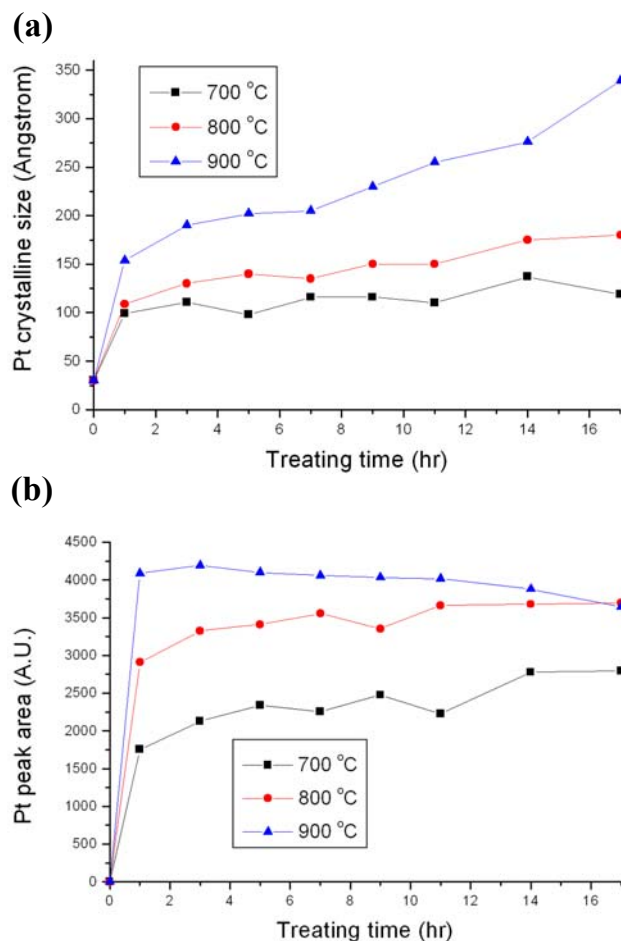 (a)
350
300
250
200
150
100
50
0
Pt crystalline size (Angstrom)
700 °C
800 °C
900 °C
0 2 4 6 8 10 12 14 16
Treating time (hr)
(b)
4500
4000
3500
3000
2500
2000
1500
1000
500
0
Pt peak area (A.U.)
700 °C
800 °C
900 °C
0 2 4 6 8 10 12 14 16
Treating time (hr)